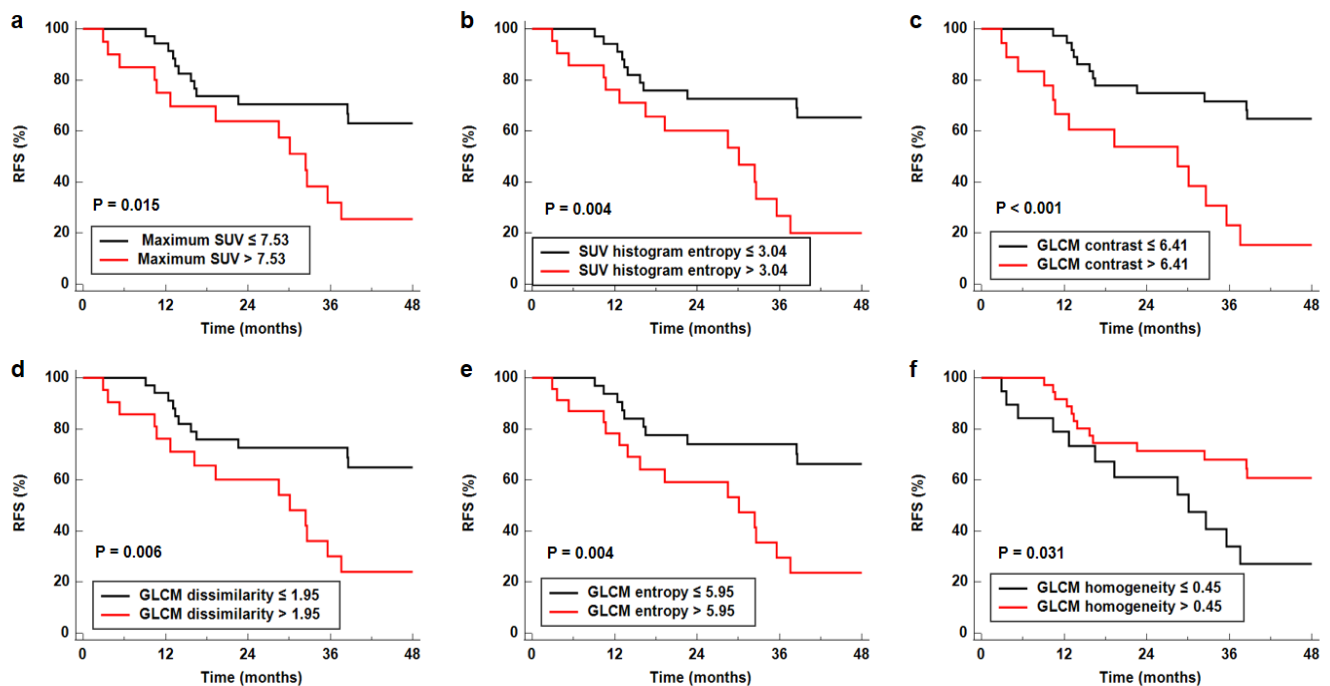 a
100
80
60
40
20
0
RFS (%)
P = 0.015
Maximum SUV ≤ 7.53
Maximum SUV > 7.53
0 12 24 36 48
Time (months)
b
100
80
60
40
20
0
RFS (%)
P = 0.004
SUV histogram entropy ≤ 3.04
SUV histogram entropy > 3.04
0 12 24 36 48
Time (months)
c
100
80
60
40
20
0
RFS (%)
P < 0.001
GLCM contrast ≤ 6.41
GLCM contrast > 6.41
0 12 24 36 48
Time (months)
d
100
80
60
40
20
0
RFS (%)
P = 0.006
GLCM dissimilarity ≤ 1.95
GLCM dissimilarity > 1.95
0 12 24 36 48
Time (months)
e
100
80
60
40
20
0
RFS (%)
P = 0.004
GLCM entropy ≤ 5.95
GLCM entropy > 5.95
0 12 24 36 48
Time (months)
f
100
80
60
40
20
0
RFS (%)
P = 0.031
GLCM homogeneity ≤ 0.45
GLCM homogeneity > 0.45
0 12 24 36 48
Time (months)